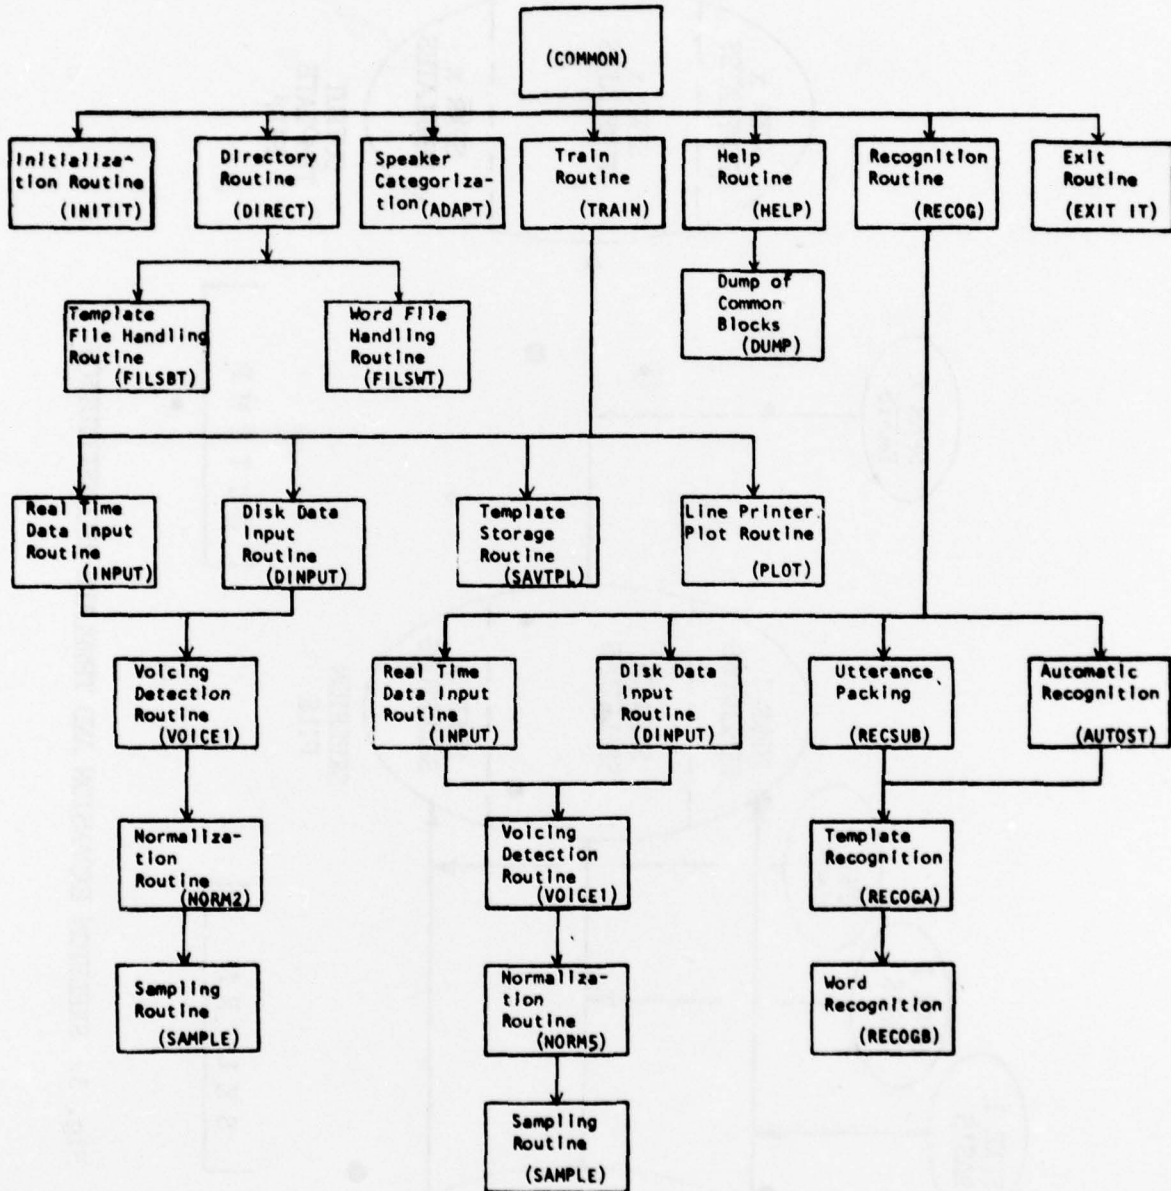 (COMMON)
Initializa-
tion Routine
(INITIT)
Directory
Routine
(DIRECT)
Speaker
Categoriza-
tion (ADAPT)
Train
Routine
(TRAIN)
Help
Routine
(HELP)
Recognition
Routine
(RECOG)
Exit
Routine
(EXIT IT)
Template
File Handling
Routine
(FILSBT)
Word File
Handling
Routine
(FILSWT)
Dump of
Common
Blocks
(DUMP)
Real Time
Data Input
Routine
(INPUT)
Disk Data
Input
Routine
(DINPUT)
Template
Storage
Routine
(SAVTPL)
Line Printer
Plot Routine
(PLOT)
Voicing
Detection
Routine
(VOICE1)
Real Time
Data Input
Routine
(INPUT)
Disk Data
Input
Routine
(DINPUT)
Utterance
Packing
(RECSUB)
Automatic
Recognition
(AUTOST)
Normaliza-
tion
Routine
(NORM2)
Voicing
Detection
Routine
(VOICE1)
Template
Recognition
(RECOGA)
Sampling
Routine
(SAMPLE)
Normaliza-
tion
Routine
(NORM5)
Word
Recognition
(RECOGB)
Sampling
Routine
(SAMPLE)